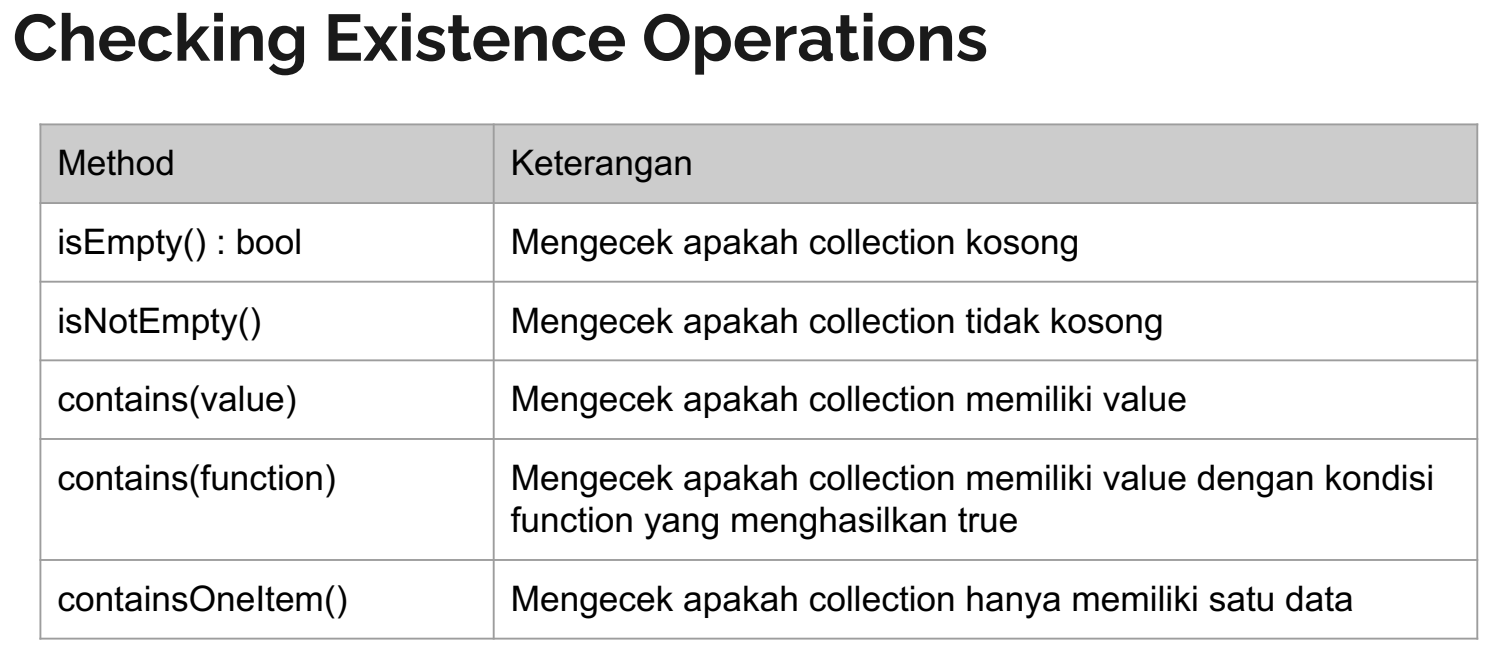 Checking Existence Operations
Method
Keterangan
isEmpty() : bool
Mengecek apakah collection kosong
isNotEmpty()
Mengecek apakah collection tidak kosong
contains(value)
Mengecek apakah collection memiliki value
contains(function)
Mengecek apakah collection memiliki value dengan kondisi
function yang menghasilkan true
containsOneItem()
Mengecek apakah collection hanya memiliki satu data